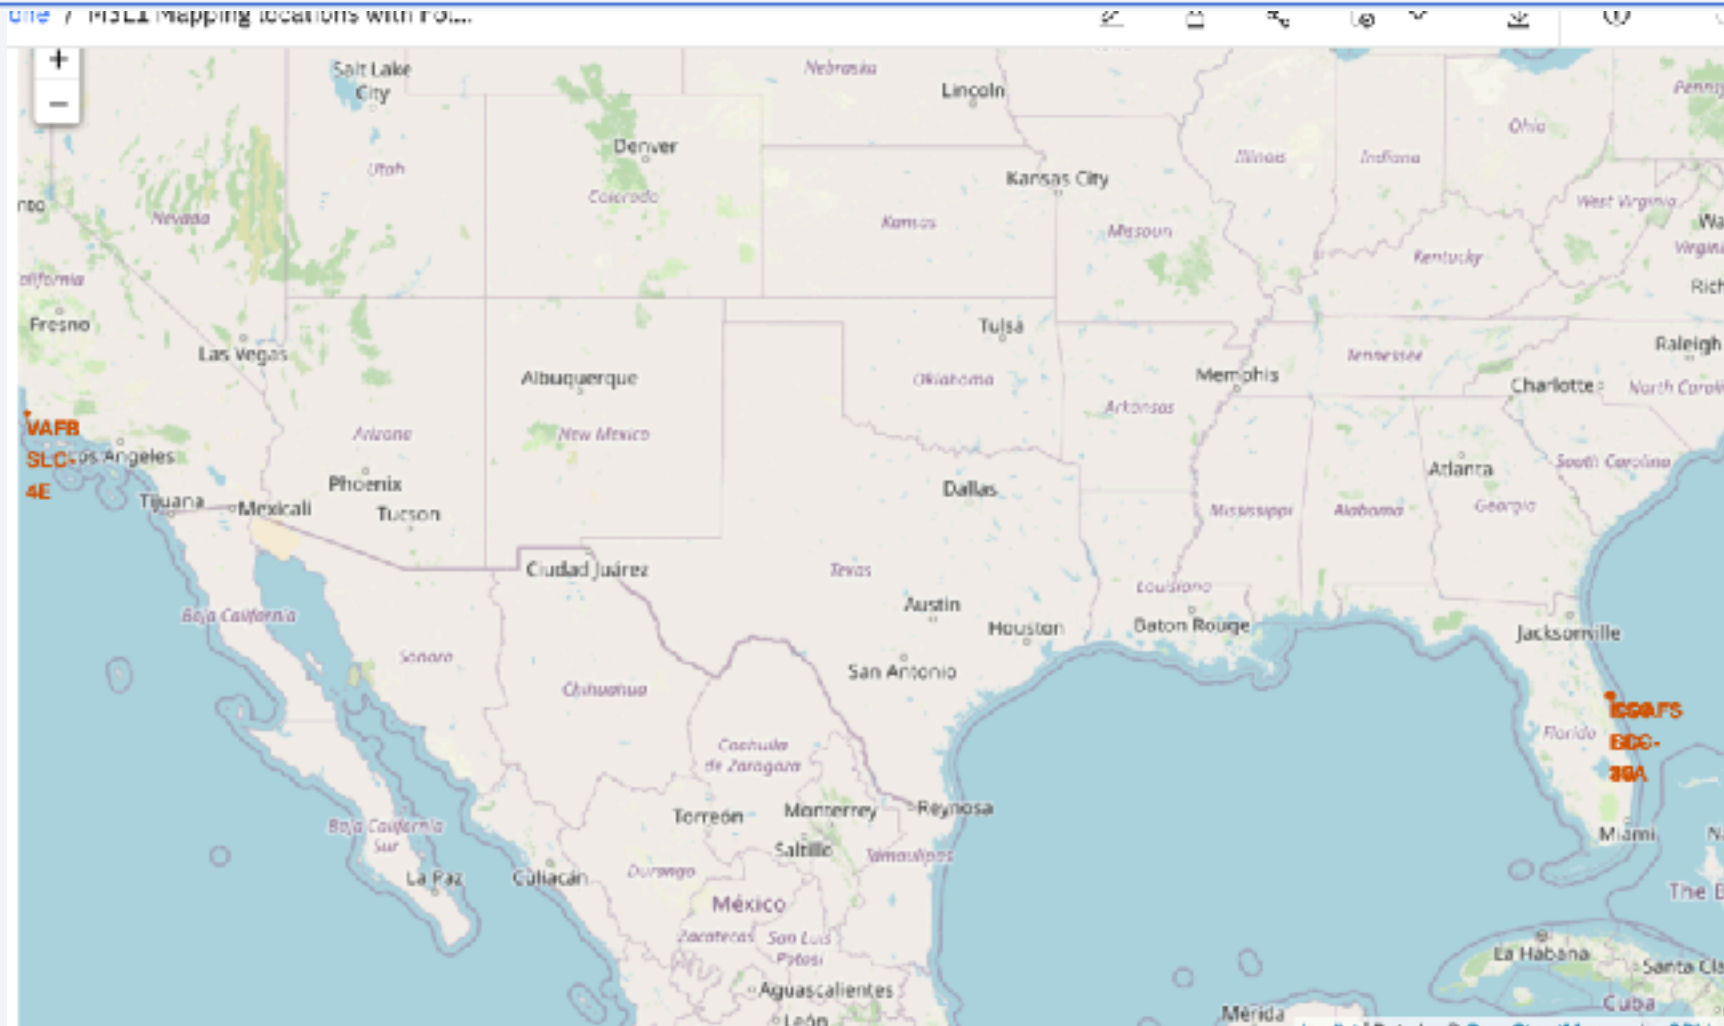 / M3L1 Mapping locations with Fol...
+
−
Salt Lake
City
Nebraska
Lincoln
Denver
Utah
Colorado
Nevada
Kansas City
Kansas
Missouri
Illinois
Indiana
Ohio
West Virginia
Kentucky
Fresno
Las Vegas
Albuquerque
Tulsa
Oklahoma
Memphis
Tennessee
Charlotte
Raleigh
Arkansas
Arizona
New Mexico
VAFB
SLC-
4E
Los Angeles
Tijuana
Mexicali
Phoenix
Tucson
Dallas
Atlanta
South Carolina
Mississippi
Alabama
Georgia
Ciudad Juárez
Texas
Louisiana
Austin
Houston
Baton Rouge
Jacksonville
Baja California
San Antonio
Sonora
Chihuahua
Florida
Coahuila
de Zaragoza
Torreón
Monterrey
Reynosa
Saltillo
Tamaulipas
Miami
Baja California
Sur
La Paz
Culiacán
Durango
México
Zacatecas
San Luis
Potosí
Aguascalientes
León
La Habana
Cuba
Mérida